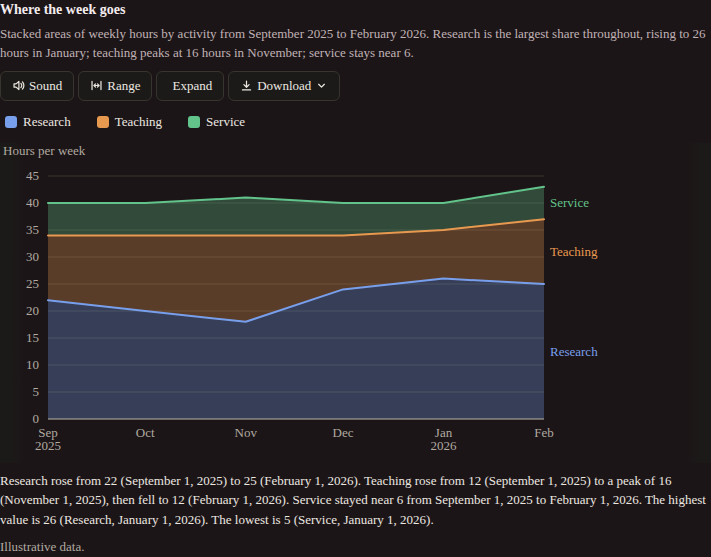 Where the week goes
Stacked areas of weekly hours by activity from September 2025 to February 2026. Research is the largest share throughout, rising to 26
hours in January; teaching peaks at 16 hours in November; service stays near 6.
Sound Range Expand Download
Research Teaching Service
Hours per week
45
40
35
30
25
20
15
10
5
0
Service
Teaching
Research
Sep Oct Nov Dec Jan Feb
2025 2026
Research rose from 22 (September 1, 2025) to 25 (February 1, 2026). Teaching rose from 12 (September 1, 2025) to a peak of 16
(November 1, 2025), then fell to 12 (February 1, 2026). Service stayed near 6 from September 1, 2025 to February 1, 2026. The highest
value is 26 (Research, January 1, 2026). The lowest is 5 (Service, January 1, 2026).
Illustrative data.